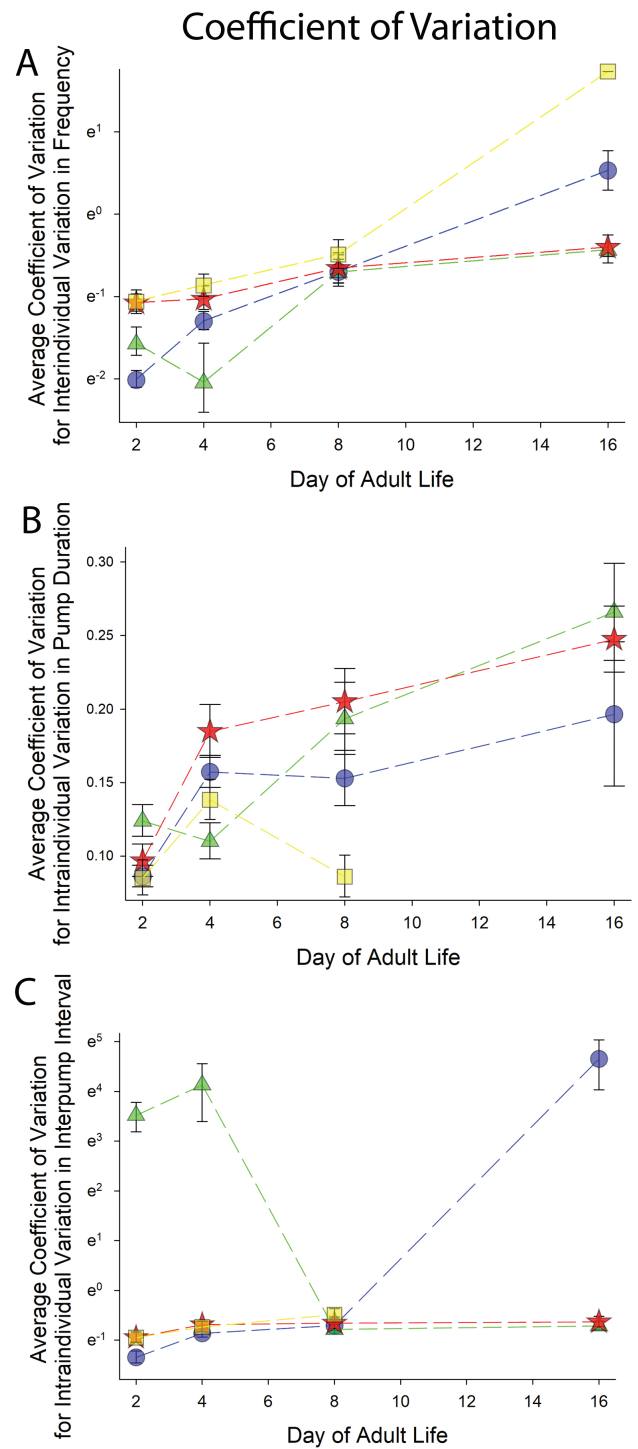 Coefficient of Variation
A
Average Coefficient of Variation
for Interindividual Variation in Frequency
e1
e0
e-1
e-2
2 4 6 8 10 12 14 16
Day of Adult Life
B
Average Coefficient of Variation
for Intraindividual Variation in Pump Duration
0.30
0.25
0.20
0.15
0.10
2 4 6 8 10 12 14 16
Day of Adult Life
C
Average Coefficient of Variation
for Intraindividual Variation in Interpump Interval
e5
e4
e3
e2
e1
e0
e-1
2 4 6 8 10 12 14 16
Day of Adult Life